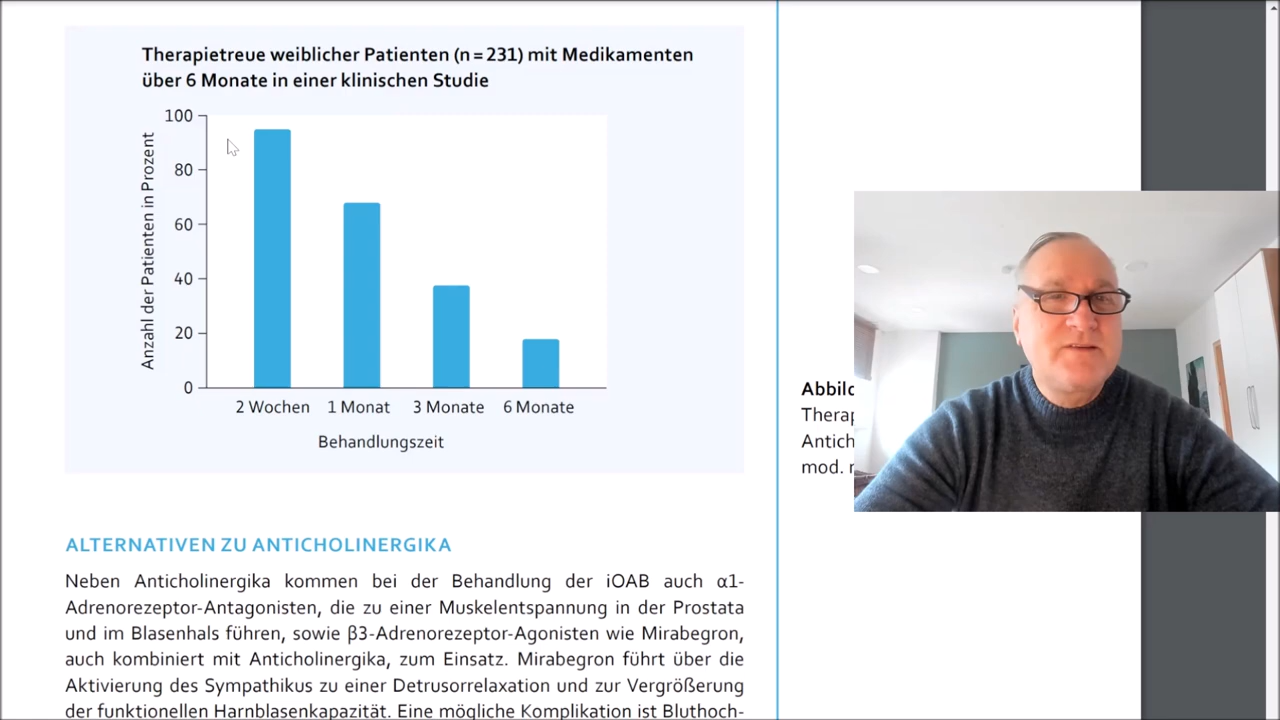 Therapietreue weiblicher Patienten (n = 231) mit Medikamenten
über 6 Monate in einer klinischen Studie
Anzahl der Patienten in Prozent
100
80
60
40
20
0
2 Wochen 1 Monat 3 Monate 6 Monate
Behandlungszeit
Abbild
Therap
Antich
mod.
ALTERNATIVEN ZU ANTICHOLINERGIKA
Neben Anticholinergika kommen bei der Behandlung der iOAB auch α1-
Adrenorezeptor-Antagonisten, die zu einer Muskelentspannung in der Prostata
und im Blasenhals führen, sowie β3-Adrenorezeptor-Agonisten wie Mirabegron,
auch kombiniert mit Anticholinergika, zum Einsatz. Mirabegron führt über die
Aktivierung des Sympathikus zu einer Detrusorrelaxation und zur Vergrößerung
der funktionellen Harnblasenkapazität. Eine mögliche Komplikation ist Bluthoch-